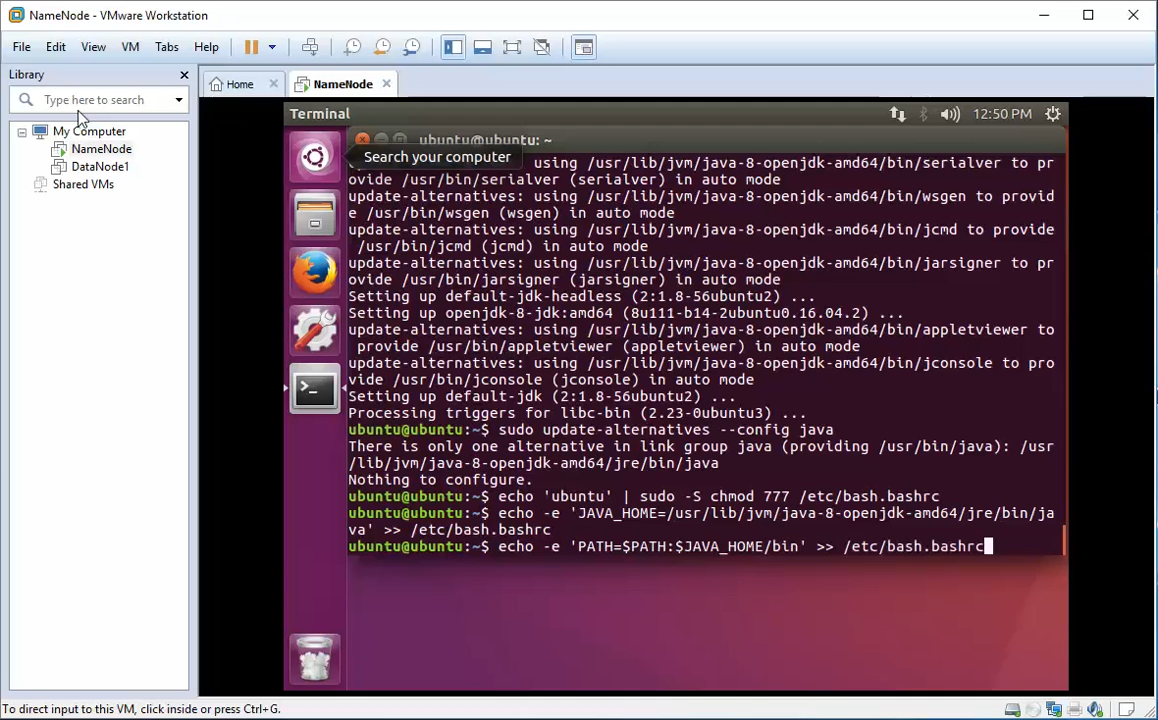 NameNode - VMware Workstation
File Edit View VM Tabs Help
Library
Type here to search
My Computer
NameNode
DataNode1
Shared VMs
Home
NameNode
Terminal
12:50 PM
ubuntu@ubuntu: ~
Search your computer
using /usr/lib/jvm/java-8-openjdk-amd64/bin/serialver to pr
ovide /usr/bin/serialver (serialver) in auto mode
update-alternatives: using /usr/lib/jvm/java-8-openjdk-amd64/bin/wsgen to provid
e /usr/bin/wsgen (wsgen) in auto mode
update-alternatives: using /usr/lib/jvm/java-8-openjdk-amd64/bin/jcmd to provide
/usr/bin/jcmd (jcmd) in auto mode
update-alternatives: using /usr/lib/jvm/java-8-openjdk-amd64/bin/jarsigner to pr
ovide /usr/bin/jarsigner (jarsigner) in auto mode
Setting up default-jdk-headless (2:1.8-56ubuntu2) ...
Setting up openjdk-8-jdk:amd64 (8u111-b14-2ubuntu0.16.04.2) ...
update-alternatives: using /usr/lib/jvm/java-8-openjdk-amd64/bin/appletviewer to
provide /usr/bin/appletviewer (appletviewer) in auto mode
update-alternatives: using /usr/lib/jvm/java-8-openjdk-amd64/bin/jconsole to pro
vide /usr/bin/jconsole (jconsole) in auto mode
Setting up default-jdk (2:1.8-56ubuntu2) ...
Processing triggers for libc-bin (2.23-0ubuntu3) ...
ubuntu@ubuntu:~$ sudo update-alternatives --config java
There is only one alternative in link group java (providing /usr/bin/java): /usr
/lib/jvm/java-8-openjdk-amd64/jre/bin/java
Nothing to configure.
ubuntu@ubuntu:~$ echo 'ubuntu' | sudo -S chmod 777 /etc/bash.bashrc
ubuntu@ubuntu:~$ echo -e 'JAVA_HOME=/usr/lib/jvm/java-8-openjdk-amd64/jre/bin/ja
va' >> /etc/bash.bashrc
ubuntu@ubuntu:~$ echo -e 'PATH=$PATH:$JAVA_HOME/bin' >> /etc/bash.bashrc
To direct input to this VM, click inside or press Ctrl+G.